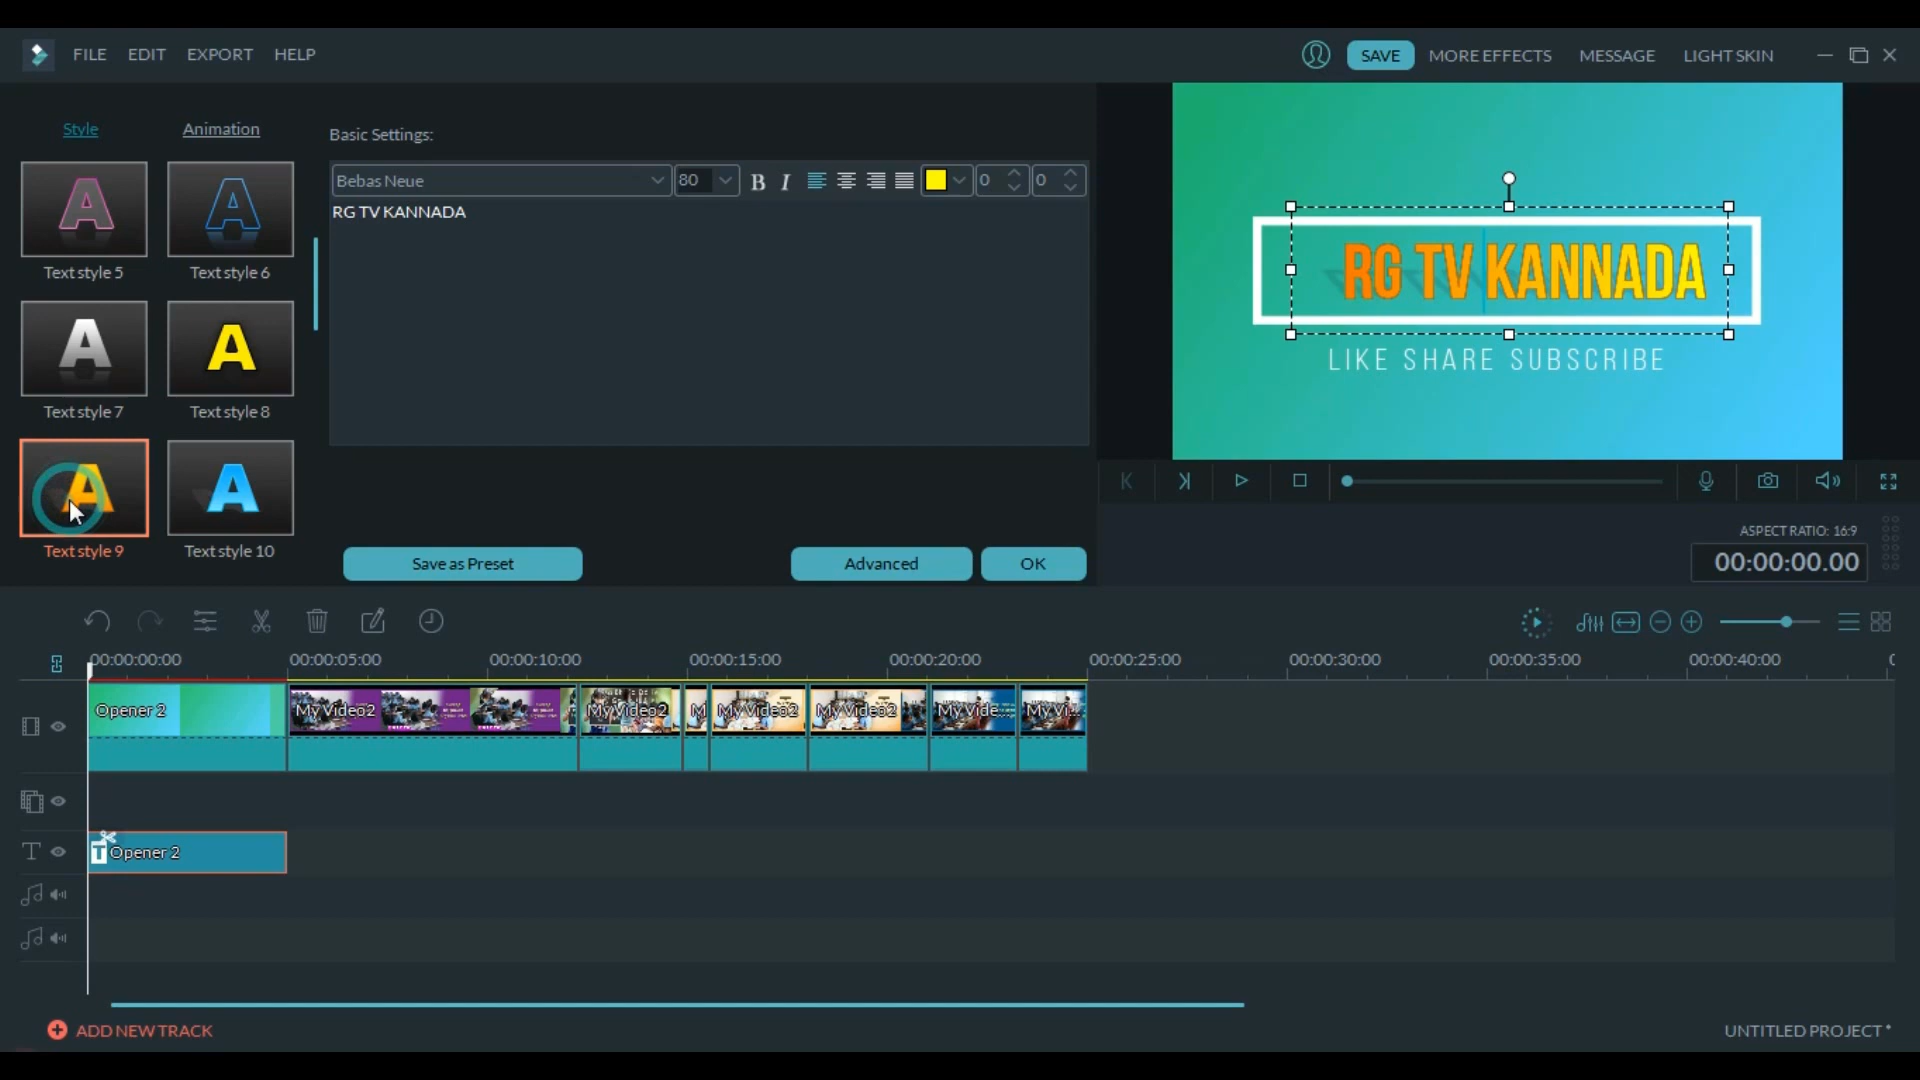 FILE EDIT EXPORT HELP
SAVE MORE EFFECTS MESSAGE LIGHT SKIN
Style Animation
Text style 5 Text style 6
Text style 7 Text style 8
Text style 9 Text style 10
Basic Settings:
Bebas Neue 80 B I 0 0
RG TV KANNADA
Save as Preset Advanced OK
RG TV KANNADA
LIKE SHARE SUBSCRIBE
ASPECT RATIO: 16:9
00:00:00.00
00:00:00:00 00:00:05:00 00:00:10:00 00:00:15:00 00:00:20:00 00:00:25:00 00:00:30:00 00:00:35:00 00:00:40:00
Opener 2 My Video2 My Video2 M My Video2 My Video2 My Vide... My Vi...
T Opener 2
ADD NEW TRACK
UNTITLED PROJECT *